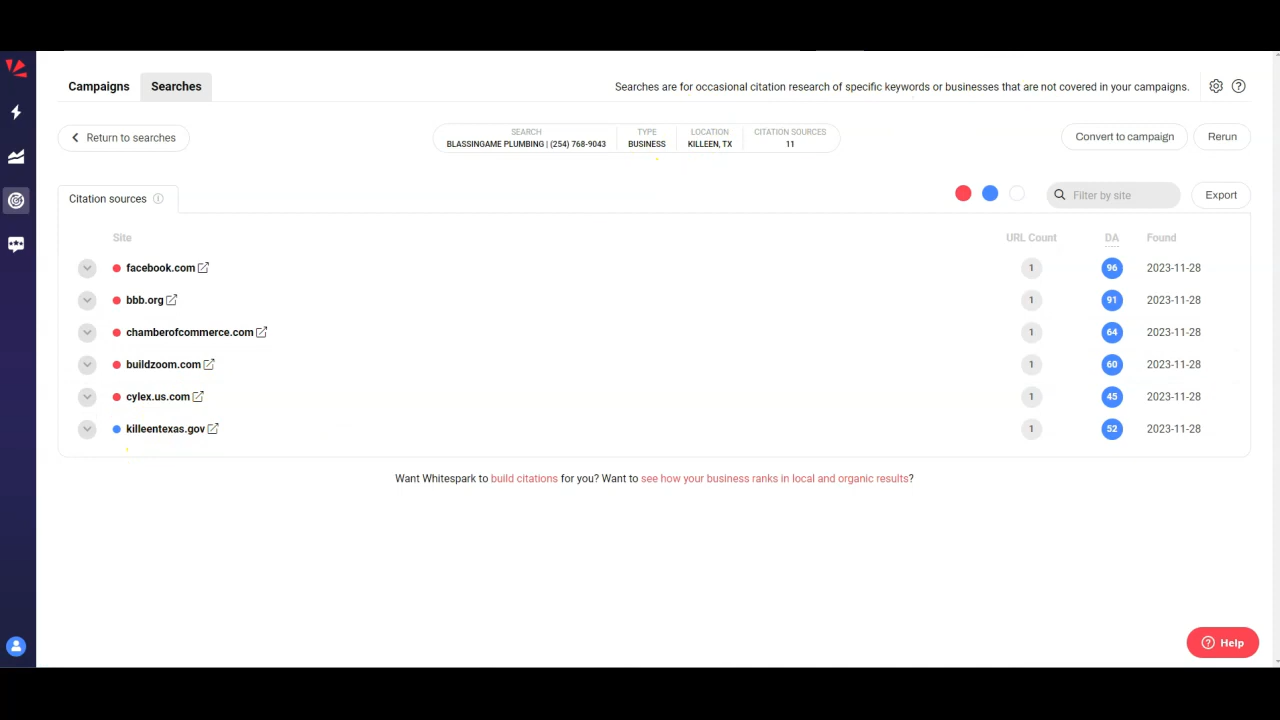 Campaigns Searches Searches are for occasional citation research of specific keywords or businesses that are not covered in your campaigns.
Return to searches
SEARCH TYPE LOCATION CITATION SOURCES
BLASSINGAME PLUMBING | (254) 768-9043 BUSINESS KILLEEN, TX 11
Convert to campaign Rerun
Citation sources Filter by site Export
Site URL Count DA Found
facebook.com 1 96 2023-11-28
bbb.org 1 91 2023-11-28
chamberofcommerce.com 1 64 2023-11-28
buildzoom.com 1 60 2023-11-28
cylex.us.com 1 45 2023-11-28
killeentexas.gov 1 52 2023-11-28
Want Whitespark to build citations for you? Want to see how your business ranks in local and organic results?
Help